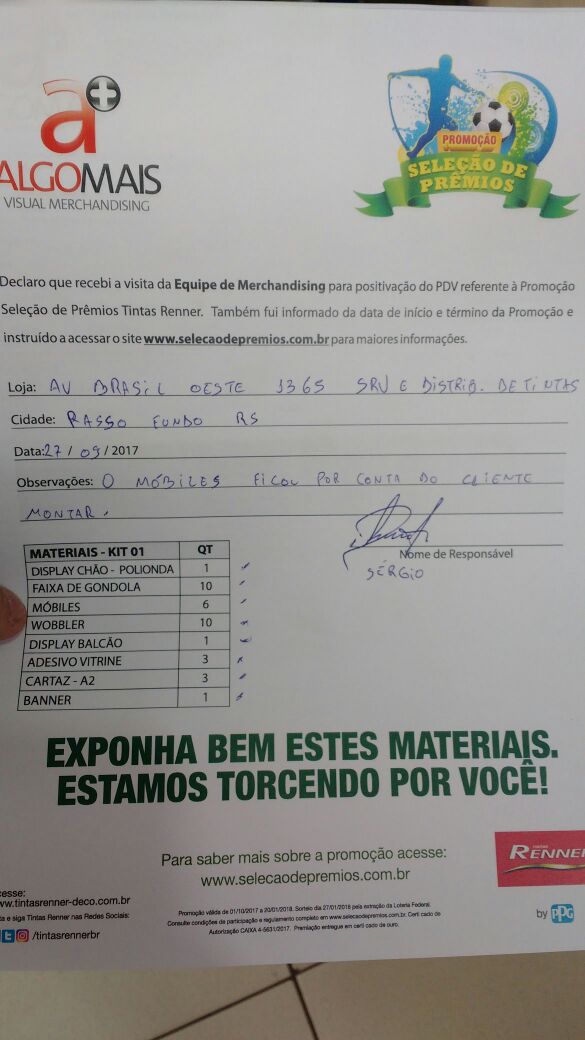 a+
ALGOMAIS
VISUAL MERCHANDISING
PROMOÇÃO
SELEÇÃO DE
PRÊMIOS
Declaro que recebi a visita da Equipe de Merchandising para positivação do PDV referente à Promoção
Seleção de Prêmios Tintas Renner. Também fui informado da data de início e término da Promoção e
instruído a acessar o site www.selecaodepremios.com.br para maiores informações.
Loja: AV BRASIL OESTE 1365 SRV E DISTRIB. DE TINTAS
Cidade: PASSO FUNDO RS
Data: 27 / 09 / 2017
Observações: O MÓBILES FICOU POR CONTA DO CLIENTE
MONTAR.
Nome de Responsável
SÉRGIO
MATERIAIS - KIT 01 QT
DISPLAY CHÃO - POLIONDA 1
FAIXA DE GONDOLA 10
MÓBILES 6
WOBBLER 10
DISPLAY BALCÃO 1
ADESIVO VITRINE 3
CARTAZ - A2 3
BANNER 1
EXPONHA BEM ESTES MATERIAIS.
ESTAMOS TORCENDO POR VOCÊ!
Para saber mais sobre a promoção acesse:
www.selecaodepremios.com.br
tintas
RENNER
cesse:
ww.tintasrenner-deco.com.br
ta e siga Tintas Renner nas Redes Sociais:
/tintasrennerbr
Promoção válida de 01/10/2017 a 20/01/2018. Sorteio dia 27/01/2018 pela extração da Loteria Federal.
Consulte condições da participação e regulamento completo em www.selecaodepremios.com.br. Certi cado de
Autorização CAIXA 4-5631/2017. Premiação entregue em certi cado de ouro.
by PPG